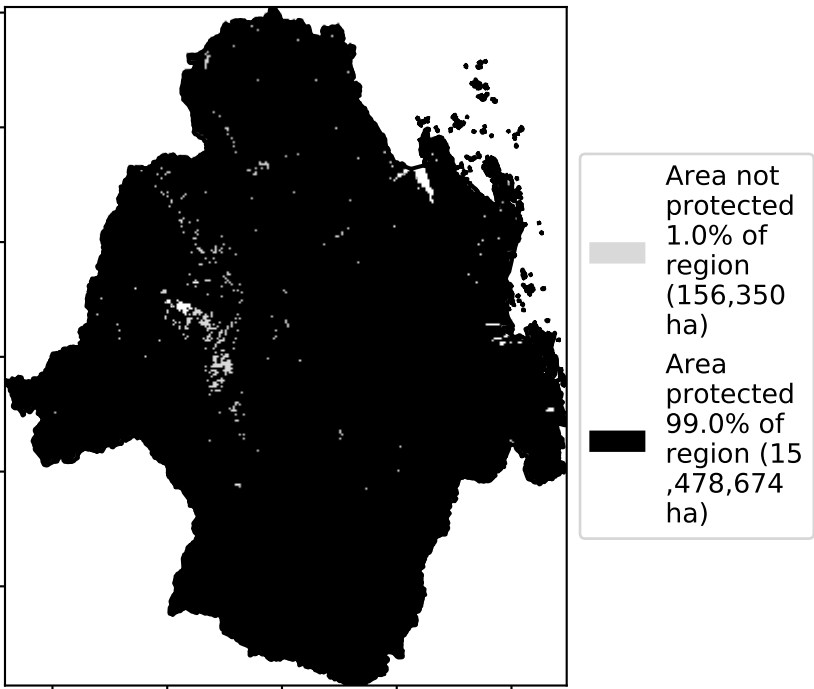 Area not
protected
1.0% of
region
(156,350
ha)
Area
protected
99.0% of
region (15
,478,674
ha)